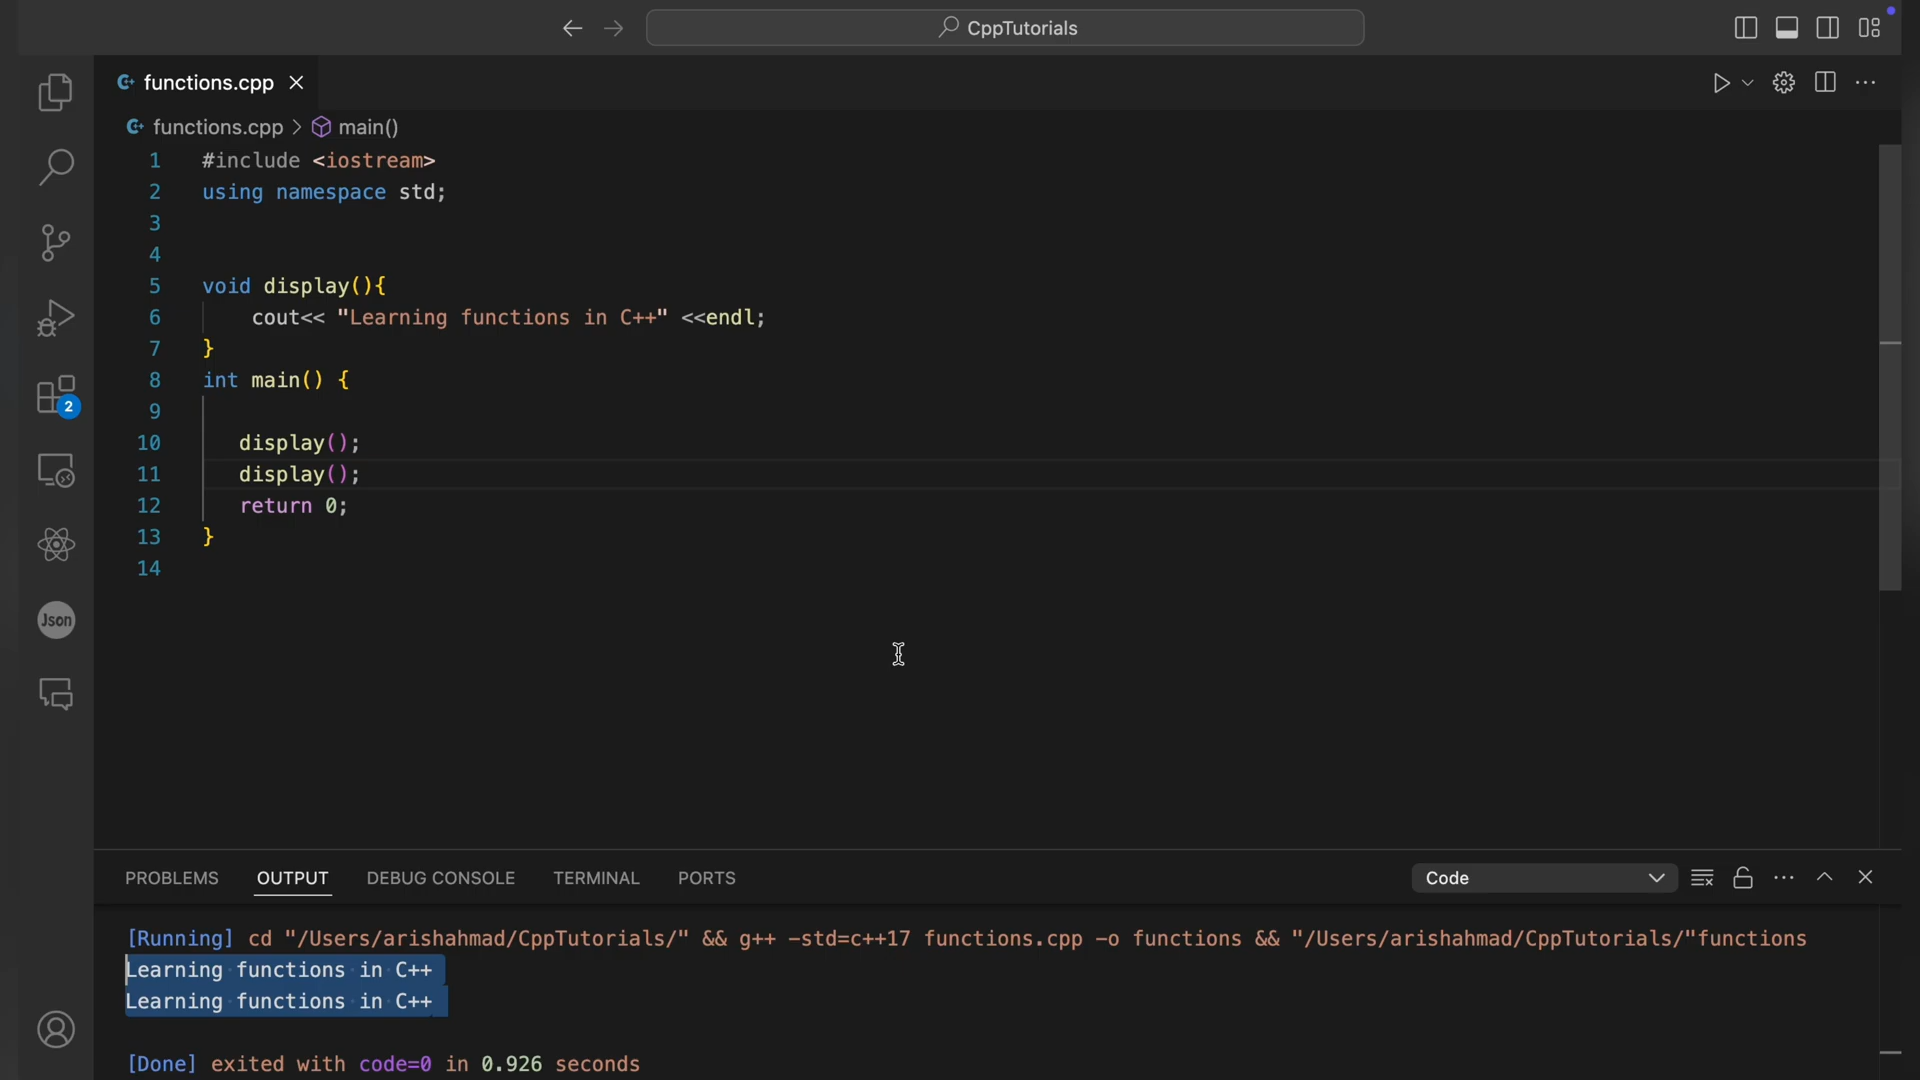 CppTutorials
functions.cpp
functions.cpp > main()
1 #include <iostream>
2 using namespace std;
3
4
5 void display(){
6 cout<< "Learning functions in C++" <<endl;
7 }
8 int main() {
9
10 display();
11 display();
12 return 0;
13 }
14
2
Json
PROBLEMS OUTPUT DEBUG CONSOLE TERMINAL PORTS Code
[Running] cd "/Users/arishahmad/CppTutorials/" && g++ -std=c++17 functions.cpp -o functions && "/Users/arishahmad/CppTutorials/"functions
Learning functions in C++
Learning functions in C++
[Done] exited with code=0 in 0.926 seconds